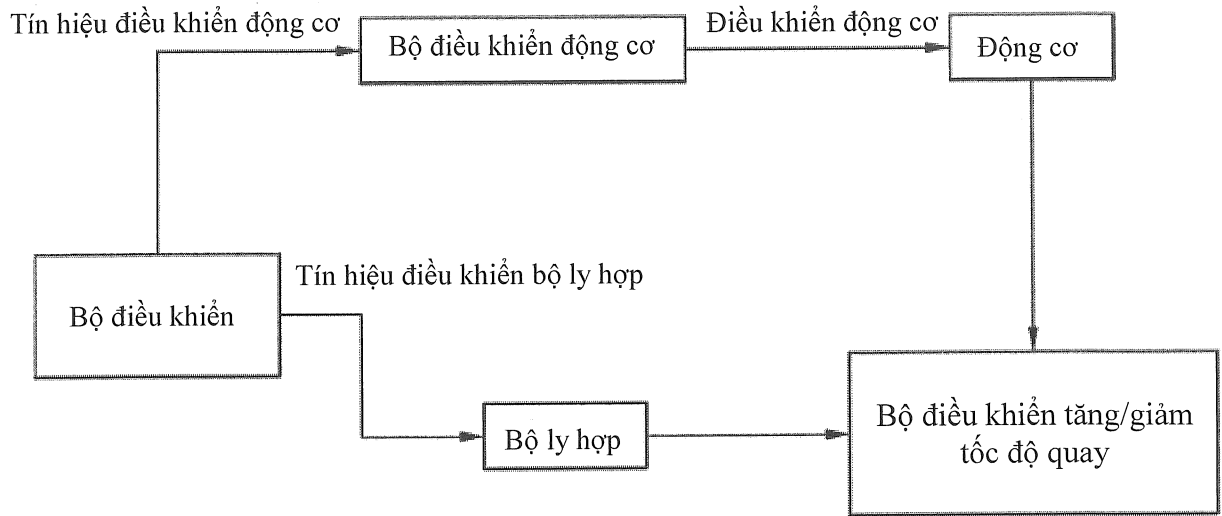 Tín hiệu điều khiển động cơ
Bộ điều khiển động cơ
Điều khiển động cơ
Động cơ
Bộ điều khiển
Tín hiệu điều khiển bộ ly hợp
Bộ ly hợp
Bộ điều khiển tăng/giảm
tốc độ quay